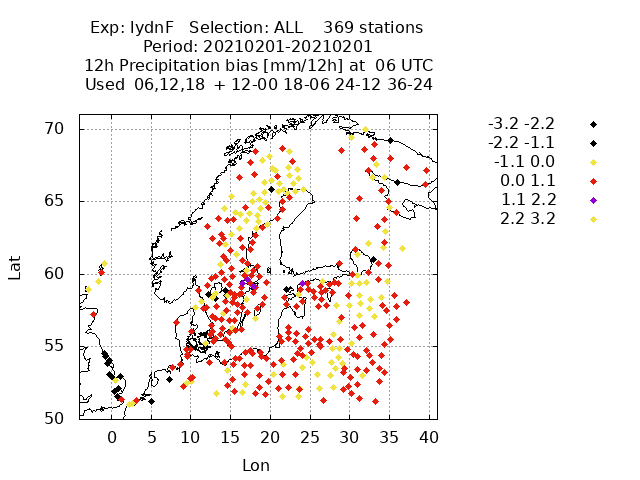 Exp: IydnF   Selection: ALL    369 stations
Period: 20210201-20210201
12h Precipitation bias [mm/12h] at  06 UTC
Used  06,12,18  + 12-00 18-06 24-12 36-24
-3.2 -2.2
-2.2 -1.1
-1.1 0.0
0.0 1.1
1.1 2.2
2.2 3.2
70
65
60
55
50
Lat
0 5 10 15 20 25 30 35 40
Lon